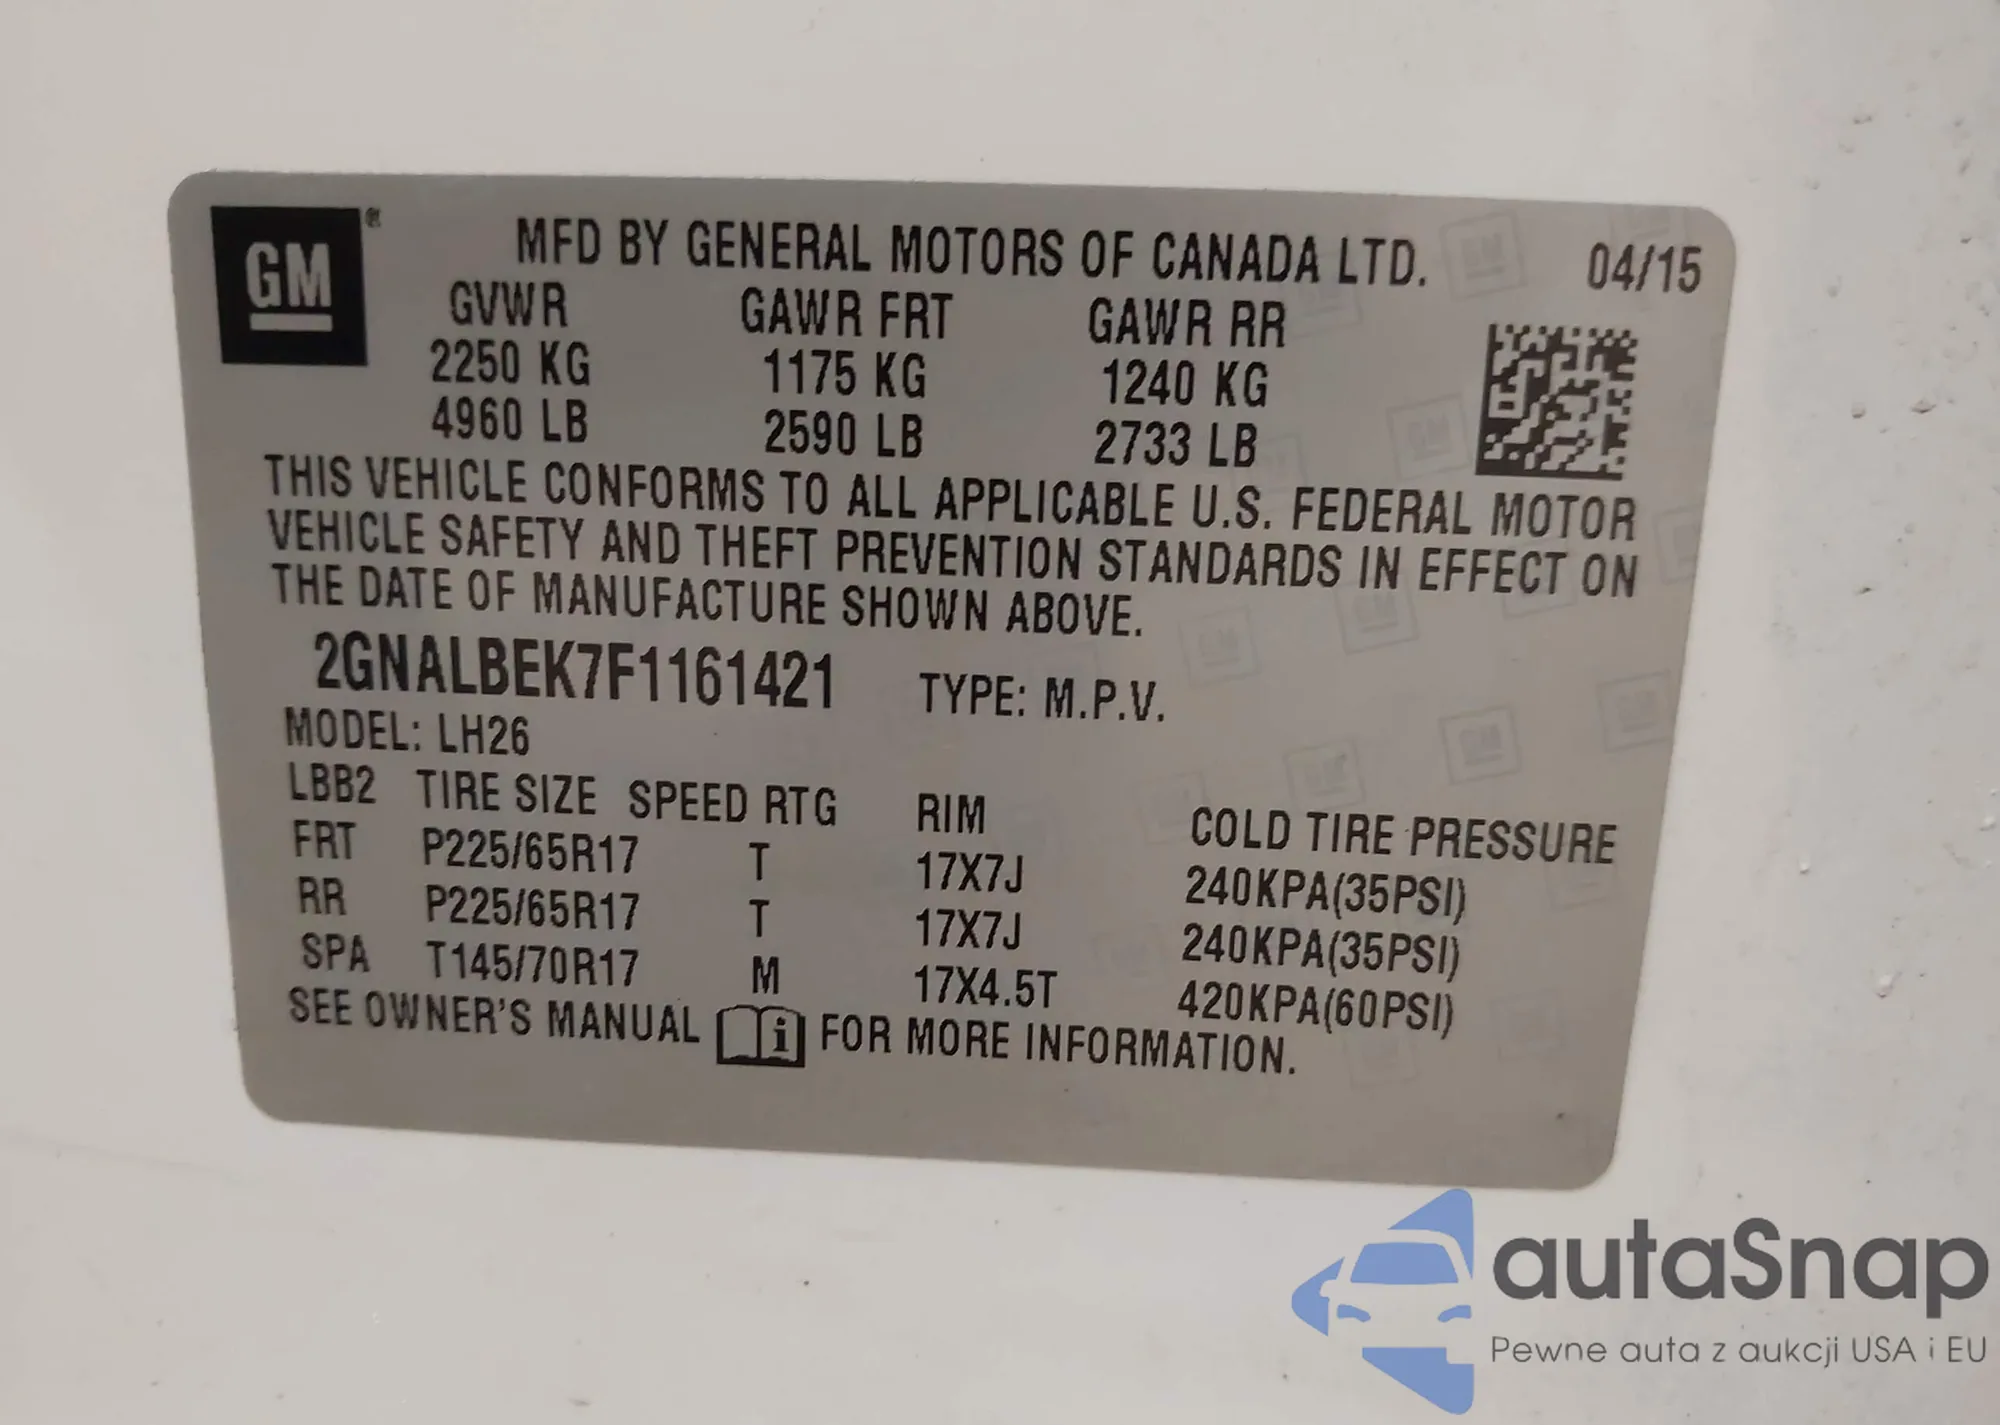 GM®
MFD BY GENERAL MOTORS OF CANADA LTD. 04/15
GVWR GAWR FRT GAWR RR
2250 KG 1175 KG 1240 KG
4960 LB 2590 LB 2733 LB
THIS VEHICLE CONFORMS TO ALL APPLICABLE U.S. FEDERAL MOTOR
VEHICLE SAFETY AND THEFT PREVENTION STANDARDS IN EFFECT ON
THE DATE OF MANUFACTURE SHOWN ABOVE.
2GNALBEK7F1161421 TYPE: M.P.V.
MODEL: LH26
LBB2 TIRE SIZE SPEED RTG RIM COLD TIRE PRESSURE
FRT P225/65R17 T 17X7J 240KPA(35PSI)
RR P225/65R17 T 17X7J 240KPA(35PSI)
SPA T145/70R17 M 17X4.5T 420KPA(60PSI)
SEE OWNER'S MANUAL i FOR MORE INFORMATION.
autaSnap
Pewne auta z aukcji USA i EU